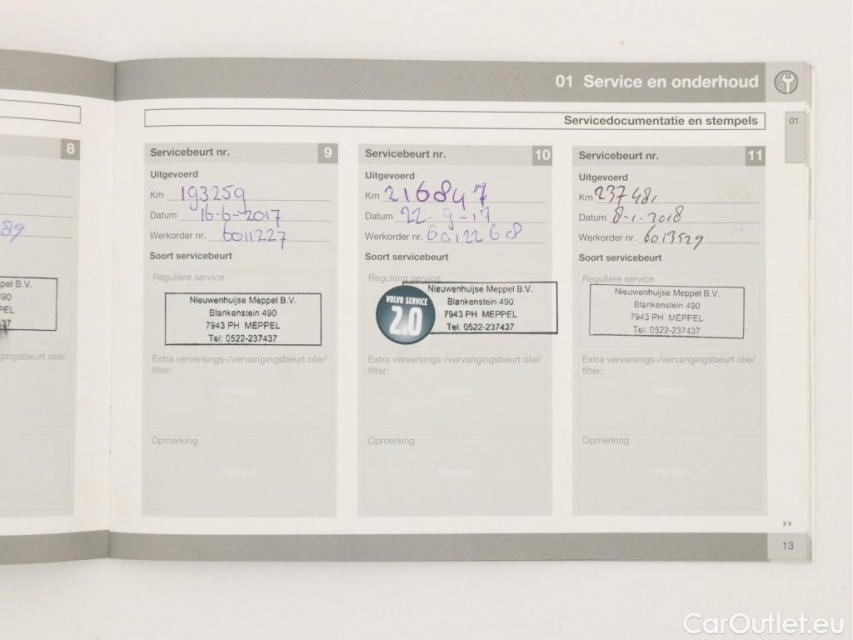 01 Service en onderhoud
01
Servicedocumentatie en stempels
8
89
pel B.V.
90
PEL
37
gingsbeurt olie/
Servicebeurt nr. 9
Uitgevoerd
Km 193259
Datum 16-6-2017
Werkorder nr. 6011227
Soort servicebeurt
Reguliere service
Nieuwenhuijse Meppel B.V.
Blankenstein 490
7943 PH MEPPEL
Tel: 0522-237437
Extra verversings-/vervangingsbeurt olie/
filter:
Stempel
Opmerking
Stempel
Servicebeurt nr. 10
Uitgevoerd
Km 216847
Datum 22-9-17
Werkorder nr. 6012268
Soort servicebeurt
Reguliere service
VOLVO SERVICE
2.0
Nieuwenhuijse Meppel B.V.
Blankenstein 490
7943 PH MEPPEL
Tel: 0522-237437
Extra verversings-/vervangingsbeurt olie/
filter:
Stempel
Opmerking
Stempel
Servicebeurt nr. 11
Uitgevoerd
Km 237481
Datum 8-1-2018
Werkorder nr. 6013529
Soort servicebeurt
Reguliere service
Nieuwenhuijse Meppel B.V.
Blankenstein 490
7943 PH MEPPEL
Tel: 0522-237437
Extra verversings-/vervangingsbeurt olie/
filter:
Stempel
Opmerking
Stempel
13
CarOutlet.eu